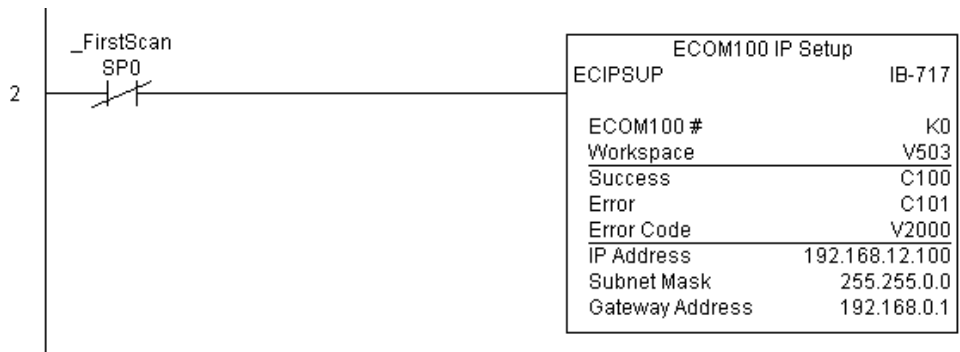 _FirstScan
SP0
2
ECOM100 IP Setup
ECIPSUP IB-717
ECOM100 # K0
Workspace V503
Success C100
Error C101
Error Code V2000
IP Address 192.168.12.100
Subnet Mask 255.255.0.0
Gateway Address 192.168.0.1